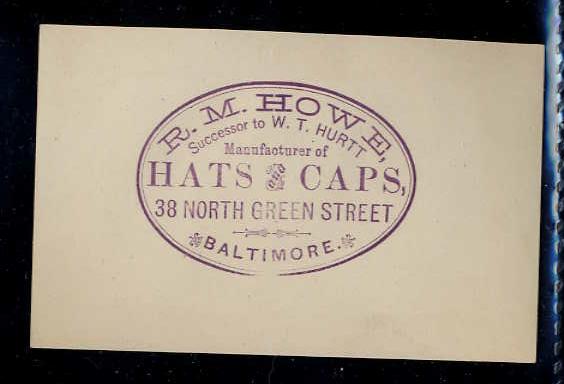 R. M. HOWE,
Successor to W. T. HURTT
Manufacturer of
HATS & CAPS,
38 NORTH GREEN STREET
BALTIMORE.